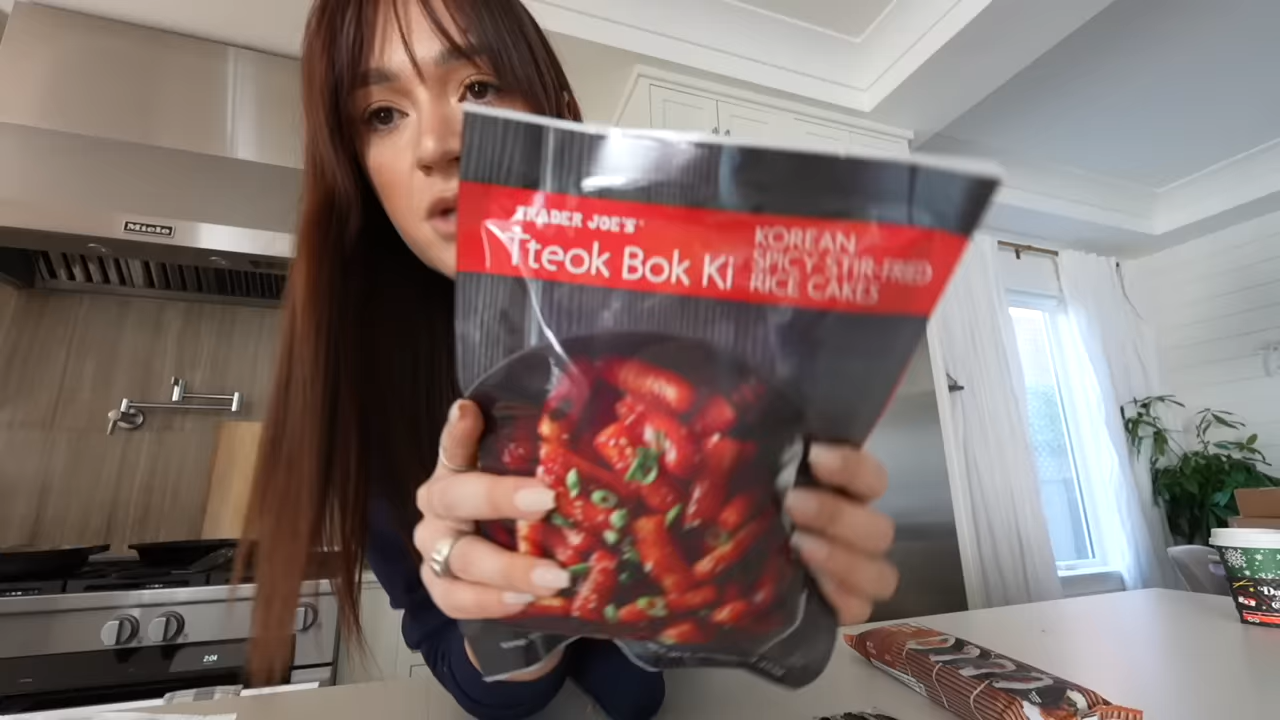 Miele
TRADER JOE'S
Tteok Bok Ki
KOREAN
SPICY STIR-FRIED
RICE CAKES
2:04